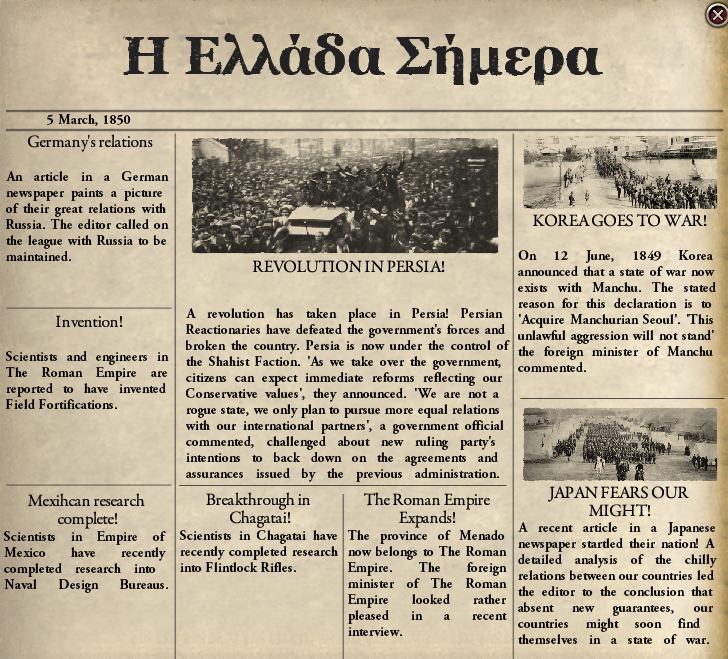 Η Ελλάδα Σήμερα
5 March, 1850
Germany's relations
An article in a German
newspaper paints a picture
of their great relations with
Russia. The editor called on
the league with Russia to be
maintained.
Invention!
Scientists and engineers in
The Roman Empire are
reported to have invented
Field Fortifications.
Mexihcan research
complete!
Scientists in Empire of
Mexico have recently
completed research into
Naval Design Bureaus.
REVOLUTION IN PERSIA!
A revolution has taken place in Persia! Persian
Reactionaries have defeated the government's forces and
broken the country. Persia is now under the control of
the Shahist Faction. 'As we take over the government,
citizens can expect immediate reforms reflecting our
Conservative values', they announced. 'We are not a
rogue state, we only plan to pursue more equal relations
with our international partners', a government official
commented, challenged about new ruling party's
intentions to back down on the agreements and
assurances issued by the previous administration.
Breakthrough in
Chagatai!
Scientists in Chagatai have
recently completed research
into Flintlock Rifles.
The Roman Empire
Expands!
The province of Menado
now belongs to The Roman
Empire. The foreign
minister of The Roman
Empire looked rather
pleased in a recent
interview.
KOREA GOES TO WAR!
On 12 June, 1849 Korea
announced that a state of war now
exists with Manchu. The stated
reason for this declaration is to
'Acquire Manchurian Seoul'. 'This
unlawful aggression will not stand'
the foreign minister of Manchu
commented.
JAPAN FEARS OUR
MIGHT!
A recent article in a Japanese
newspaper startled their nation! A
detailed analysis of the chilly
relations between our countries led
the editor to the conclusion that
absent new guarantees, our
countries might soon find
themselves in a state of war.